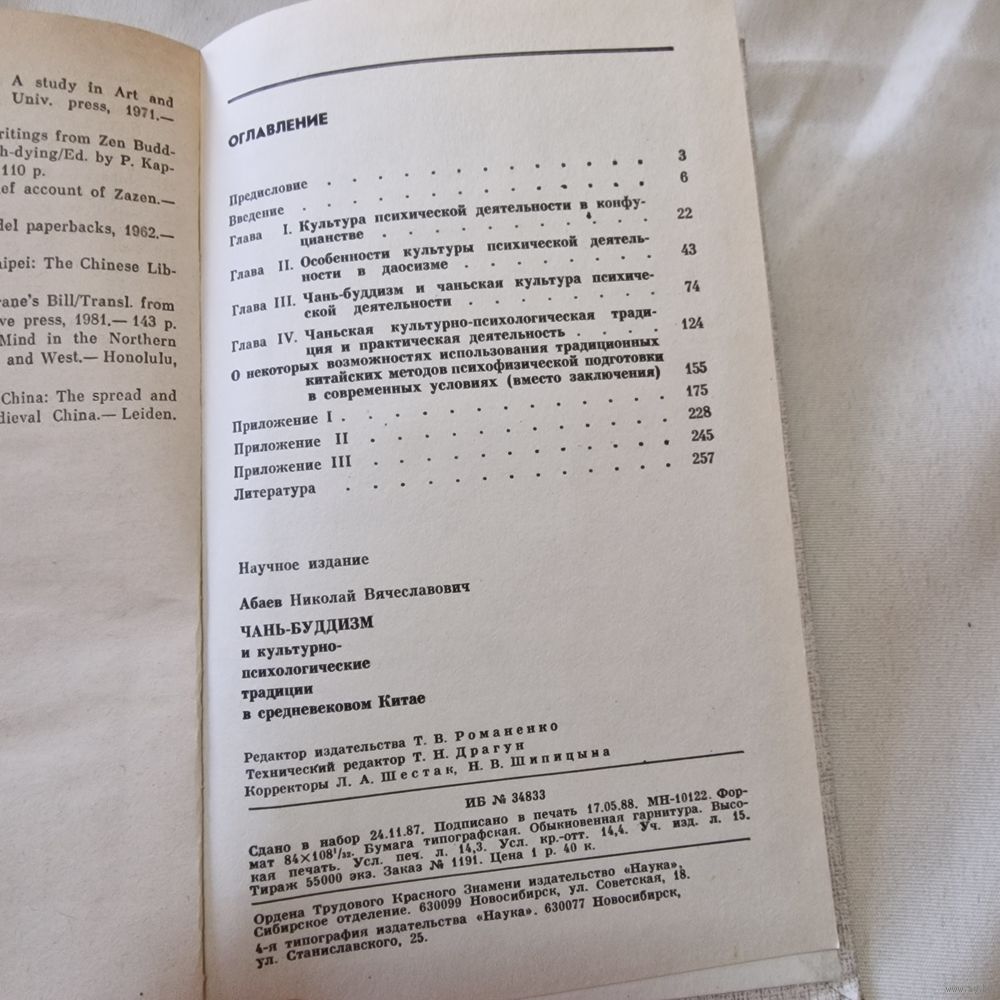 A study in Art and
Univ. press, 1971.—
ritings from Zen Budd-
h-dying/Ed. by P. Kap-
110 p.
ef account of Zazen.—
del paperbacks, 1962.—
aipei: The Chinese Lib-
rane's Bill/Transl. from
ve press, 1981.— 143 p.
Mind in the Northern
and West.— Honolulu,
China: The spread and
dieval China.— Leiden.
ОГЛАВЛЕНИЕ
Предисловие . . . . . . . . . . . . 3
Введение . . . . . . . . . . . . . 6
Глава I. Культура психической деятельности в конфу-
цианстве . . . . . . . . . . 22
Глава II. Особенности культуры психической деятель-
ности в даосизме . . . . . . . 43
Глава III. Чань-буддизм и чаньская культура психиче-
ской деятельности . . . . . . . 74
Глава IV. Чаньская культурно-психологическая тради-
ция и практическая деятельность . . . . 124
О некоторых возможностях использования традиционных
китайских методов психофизической подготовки
в современных условиях (вместо заключения) 155
Приложение I . . . . . . . . . . . . 175
Приложение II . . . . . . . . . . . 228
Приложение III . . . . . . . . . . . 245
Литература . . . . . . . . . . . . 257
Научное издание
Абаев Николай Вячеславович
ЧАНЬ-БУДДИЗМ
и культурно-
психологические
традиции
в средневековом Китае
Редактор издательства Т. В. Романенко
Технический редактор Т. Н. Драгун
Корректоры Л. А. Шестак, Н. В. Шипицына
ИБ № 34833
Сдано в набор 24.11.87. Подписано в печать 17.05.88. МН-10122. Фор-
мат 84×108¹/₃₂. Бумага типографская. Обыкновенная гарнитура. Высо-
кая печать. Усл. печ. л. 14,3. Усл. кр.-отт. 14,4. Уч. изд. л. 15.
Тираж 55000 экз. Заказ № 1191. Цена 1 р. 40 к.
Ордена Трудового Красного Знамени издательство «Наука»,
Сибирское отделение. 630099 Новосибирск, ул. Советская, 18.
4-я типография издательства «Наука». 630077 Новосибирск,
ул. Станиславского, 25.